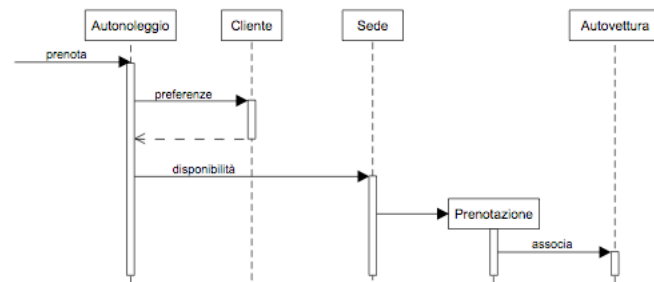 Autonoleggio
Cliente
Sede
Autovettura
prenota
preferenze
disponibilità
Prenotazione
associa